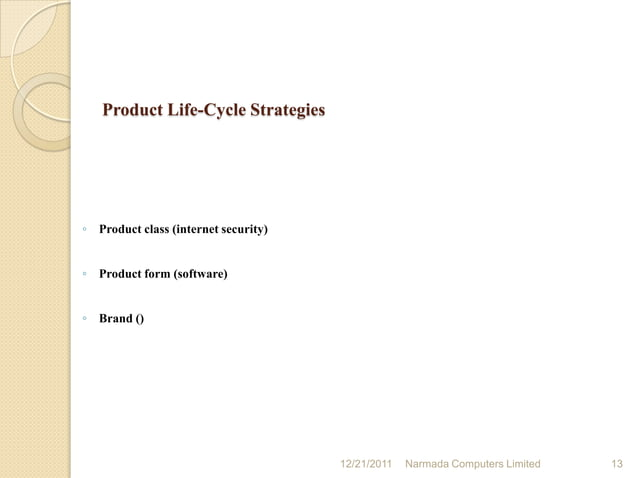 Product Life-Cycle Strategies
◦ Product class (internet security)
◦ Product form (software)
◦ Brand ()
12/21/2011 Narmada Computers Limited 13